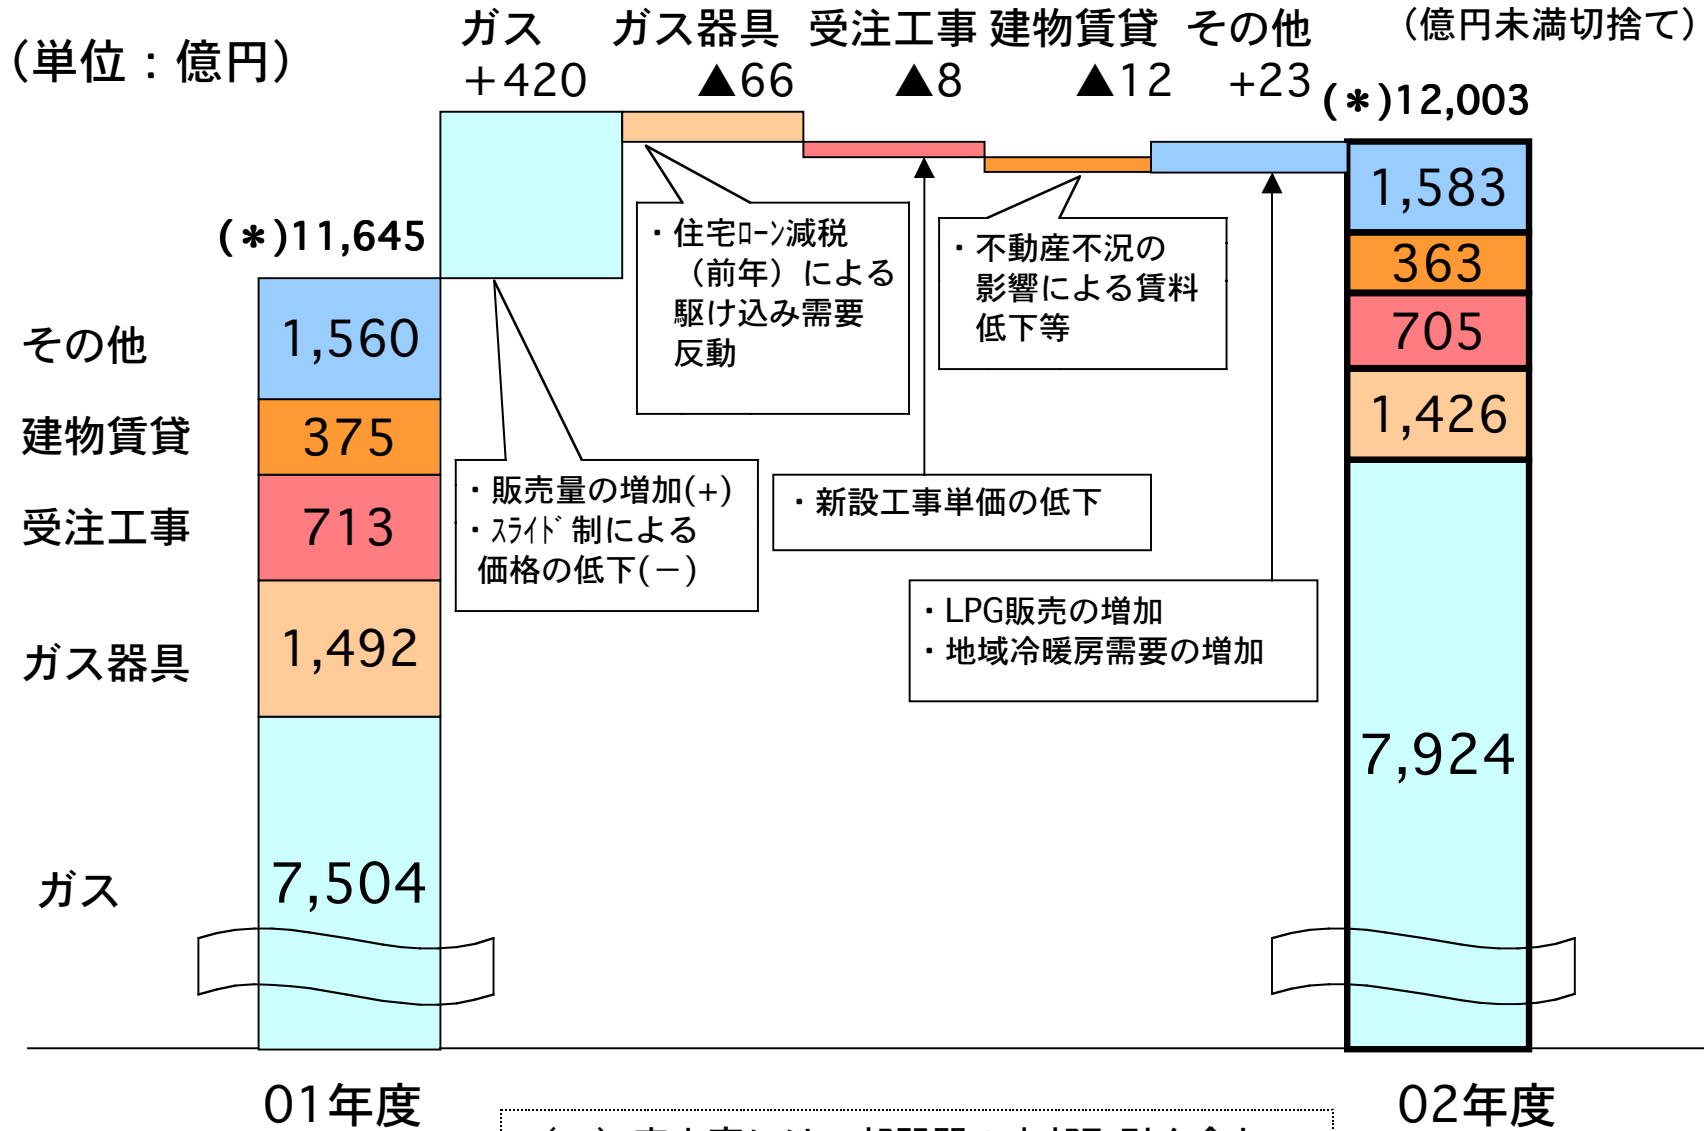 (単位：億円)
(億円未満切捨て)
ガス ガス器具 受注工事 建物賃貸 その他
+420 ▲66 ▲8 ▲12 +23
(*)12,003
(*)11,645
その他
建物賃貸
受注工事
ガス器具
ガス
1,560
375
713
1,492
7,504
・販売量の増加(+)
・ｽﾗｲﾄﾞ制による
価格の低下(－)
・住宅ﾛｰﾝ減税
（前年）による
駆け込み需要
反動
・新設工事単価の低下
・不動産不況の
影響による賃料
低下等
・LPG販売の増加
・地域冷暖房需要の増加
1,583
363
705
1,426
7,924
01年度
02年度